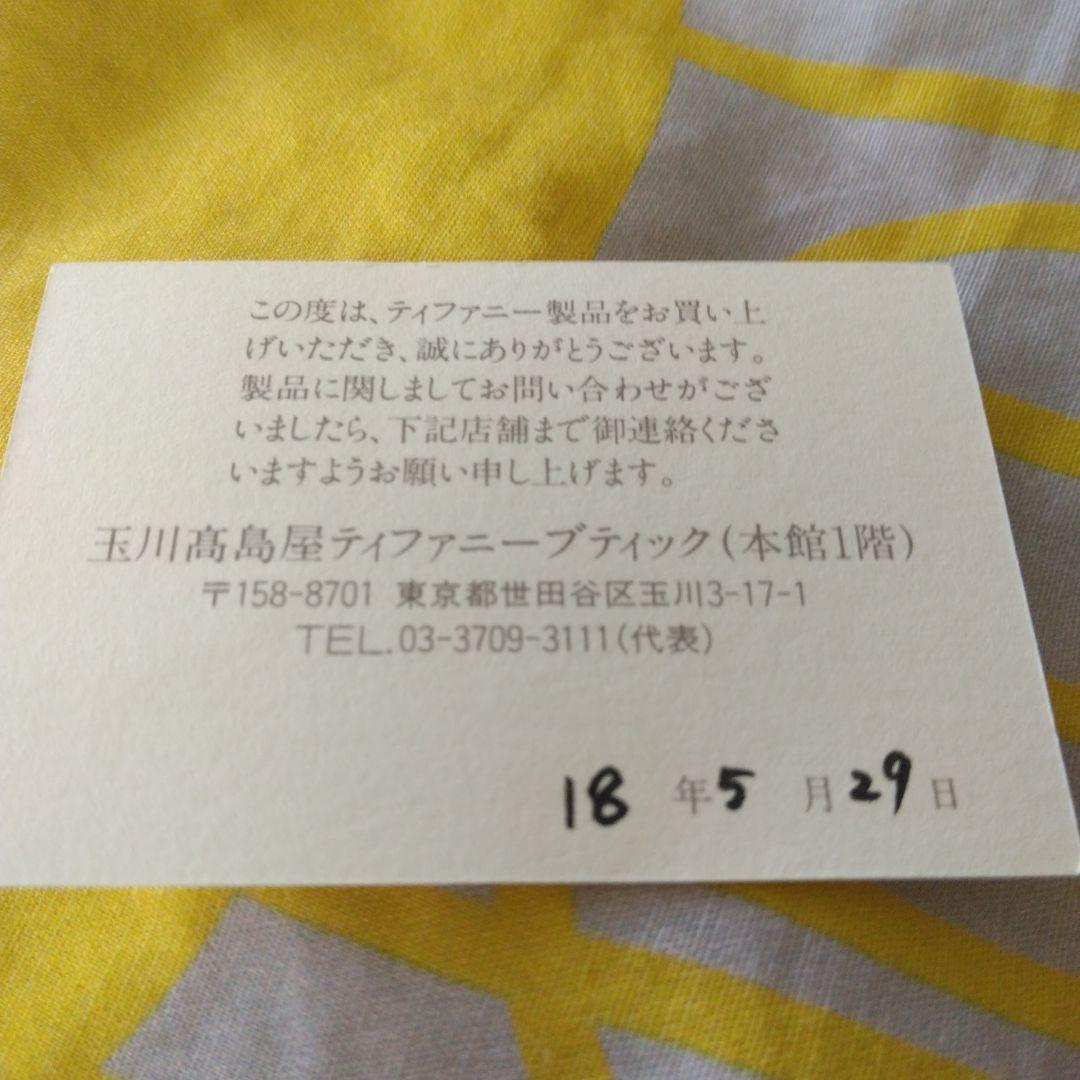 この度は、ティファニー製品をお買い上
げいただき、誠にありがとうございます。
製品に関しましてお問い合わせがござ
いましたら、下記店舗まで御連絡くださ
いますようお願い申し上げます。
玉川髙島屋ティファニーブティック(本館1階)
〒158-8701 東京都世田谷区玉川3-17-1
TEL.03-3709-3111(代表)
18 年 5 月 29 日